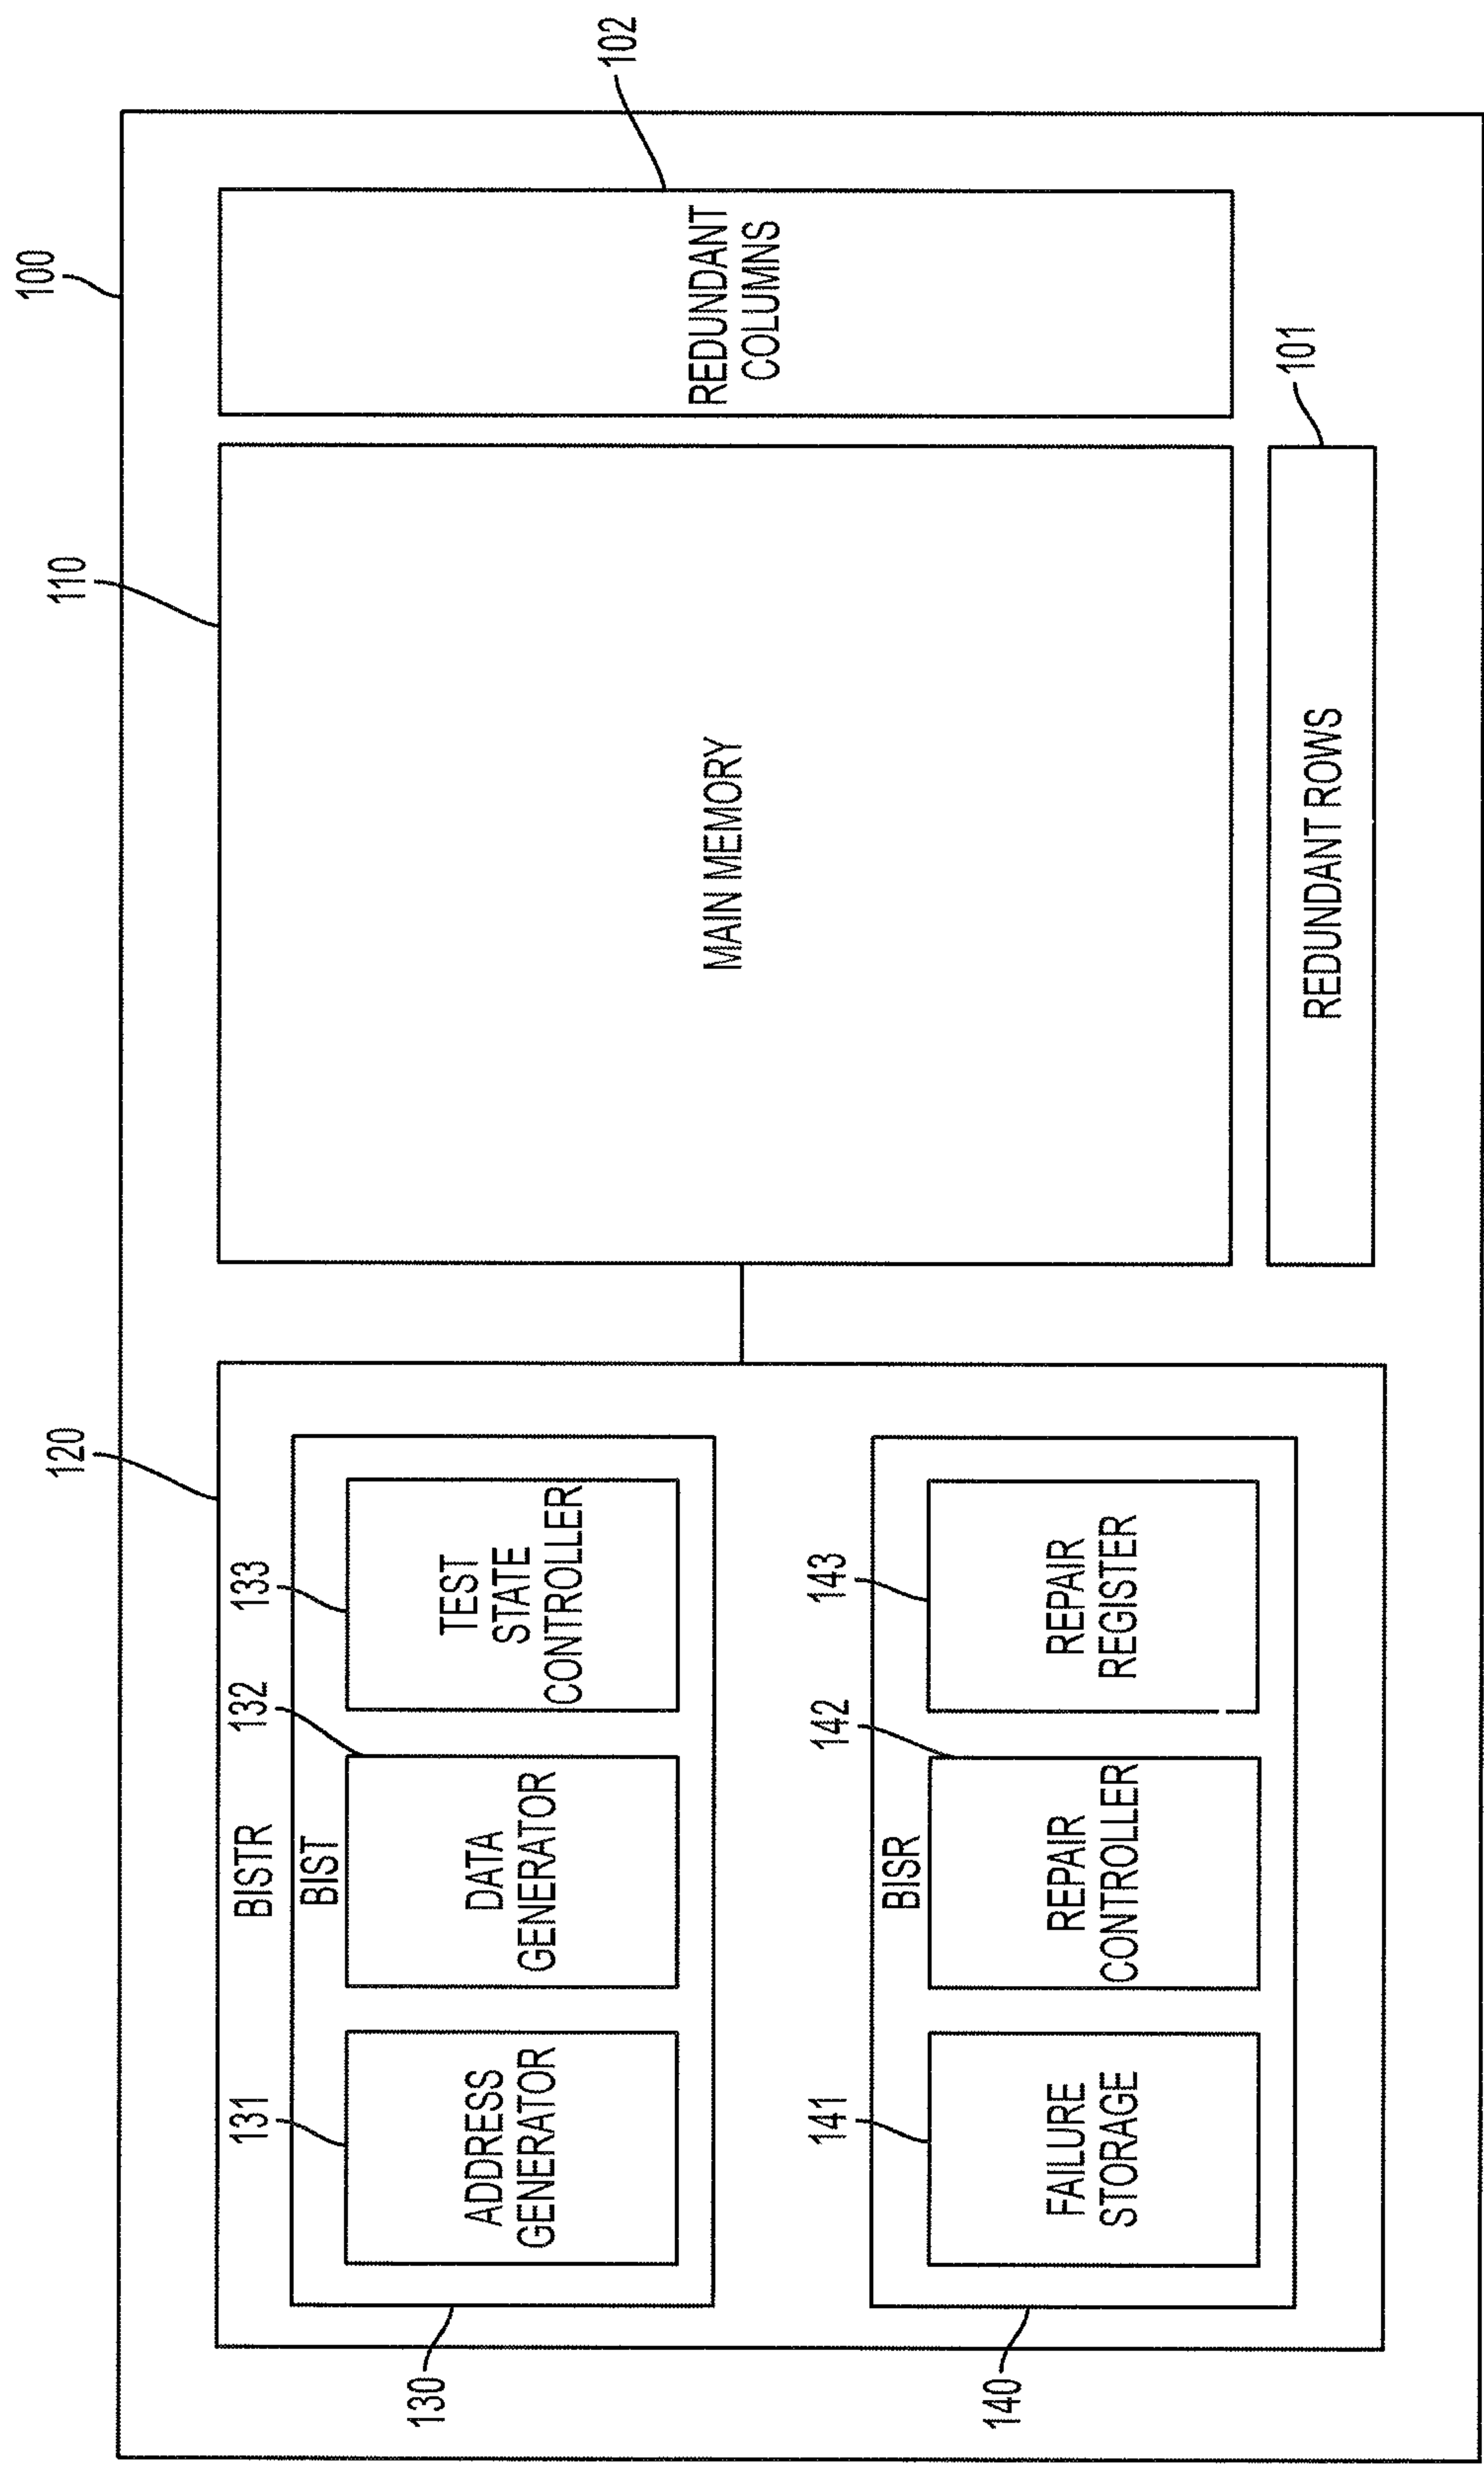 100
102
110
120
BISTR
131
132
133
BIST
ADDRESS
GENERATOR
DATA
GENERATOR
TEST
STATE
CONTROLLER
130
141
142
143
BISR
FAILURE
STORAGE
REPAIR
CONTROLLER
REPAIR
REGISTER
140
MAIN MEMORY
REDUNDANT
COLUMNS
101
REDUNDANT ROWS